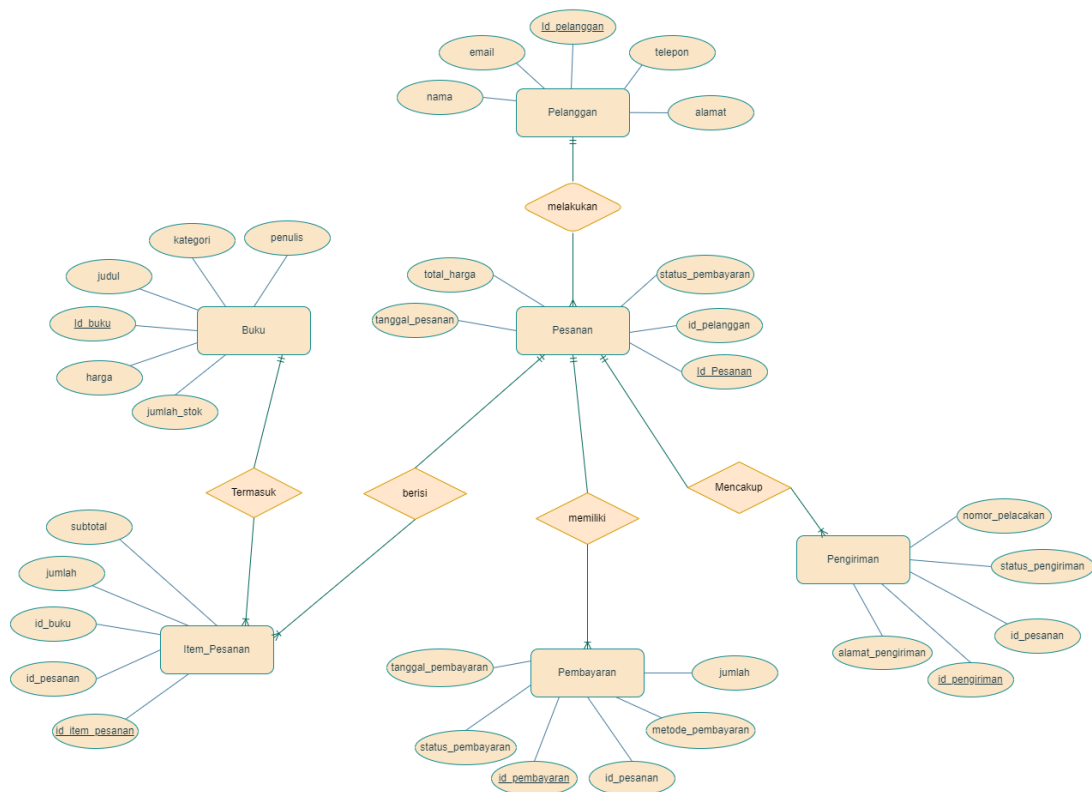 Id_pelanggan
email
telepon
nama
Pelanggan
alamat
melakukan
kategori
penulis
judul
total_harga
status_pembayaran
Id_buku
Buku
tanggal_pesanan
Pesanan
id_pelanggan
harga
Id_Pesanan
jumlah_stok
Termasuk
berisi
memiliki
Mencakup
subtotal
nomor_pelacakan
jumlah
Pengiriman
status_pengiriman
id_buku
Item_Pesanan
id_pesanan
alamat_pengiriman
id_pesanan
tanggal_pembayaran
Pembayaran
jumlah
id_pengiriman
id_item_pesanan
status_pembayaran
metode_pembayaran
id_pembayaran
id_pesanan